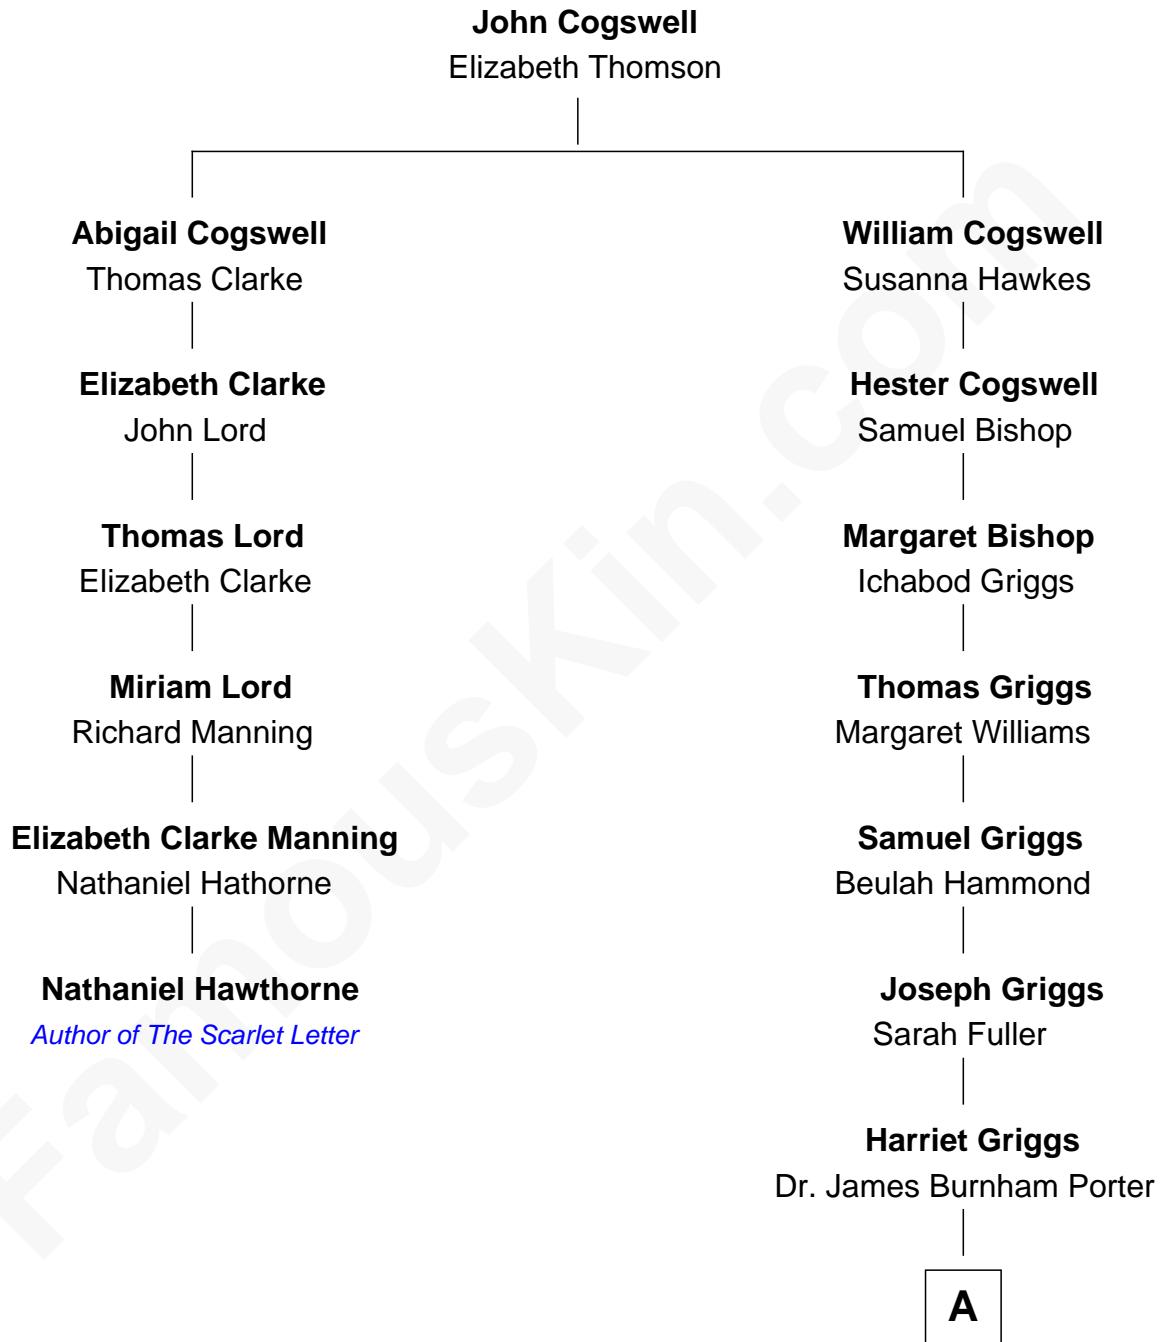 John Cogswell
Elizabeth Thomson
Abigail Cogswell
Thomas Clarke
William Cogswell
Susanna Hawkes
Elizabeth Clarke
John Lord
Hester Cogswell
Samuel Bishop
Thomas Lord
Elizabeth Clarke
Margaret Bishop
Ichabod Griggs
Miriam Lord
Richard Manning
Thomas Griggs
Margaret Williams
Elizabeth Clarke Manning
Nathaniel Hathorne
Samuel Griggs
Beulah Hammond
Nathaniel Hawthorne
Author of The Scarlet Letter
Joseph Griggs
Sarah Fuller
Harriet Griggs
Dr. James Burnham Porter
A
FamousKin.com